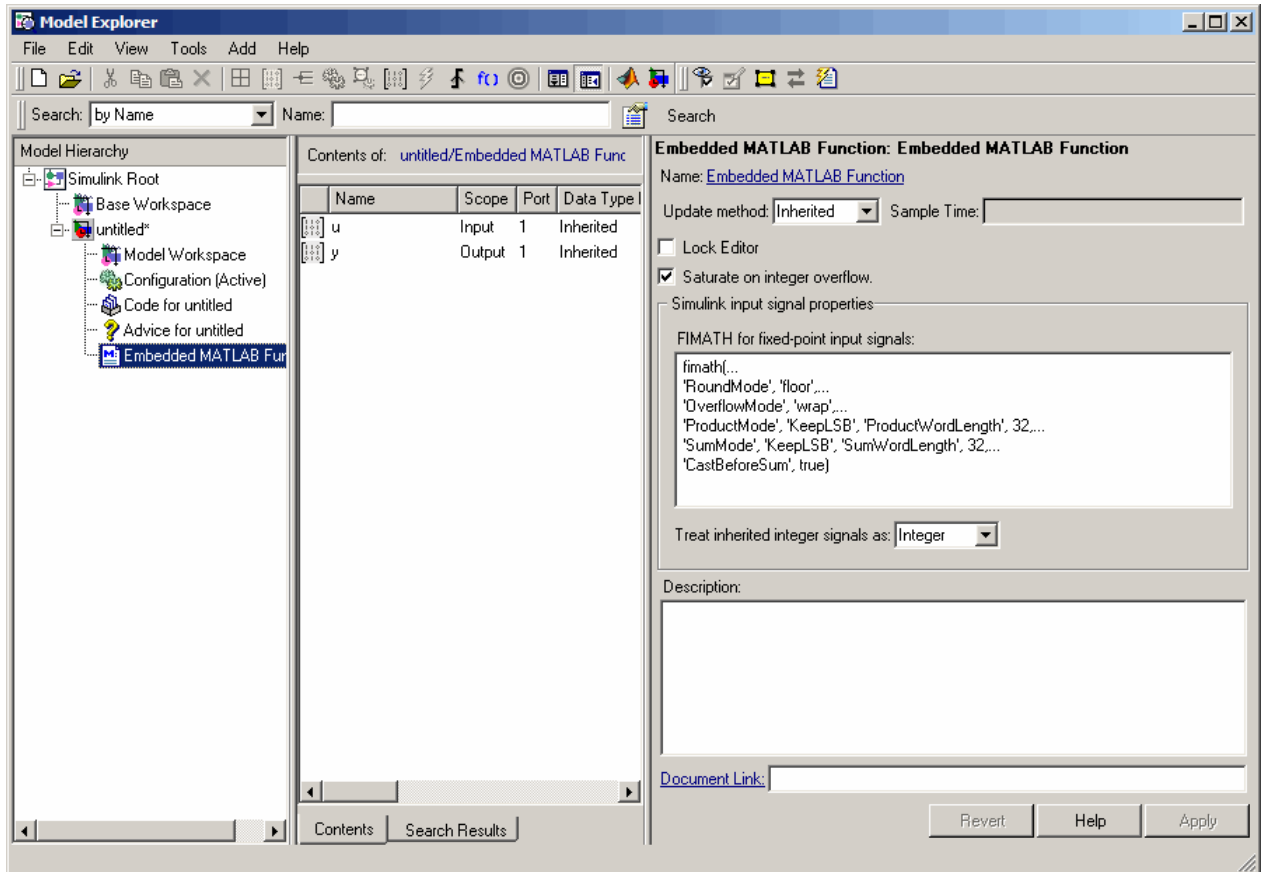 Model Explorer
File Edit View Tools Add Help
f()
Search: by Name Name: Search
Model Hierarchy
Simulink Root
Base Workspace
untitled*
Model Workspace
Configuration (Active)
Code for untitled
Advice for untitled
Embedded MATLAB Fun
Contents of: untitled/Embedded MATLAB Func
Name Scope Port Data Type
u Input 1 Inherited
y Output 1 Inherited
Contents Search Results
Embedded MATLAB Function: Embedded MATLAB Function
Name: Embedded MATLAB Function
Update method: Inherited Sample Time:
Lock Editor
Saturate on integer overflow.
Simulink input signal properties
FIMATH for fixed-point input signals:
fimath(...
'RoundMode', 'floor',...
'OverflowMode', 'wrap',...
'ProductMode', 'KeepLSB', 'ProductWordLength', 32,...
'SumMode', 'KeepLSB', 'SumWordLength', 32,...
'CastBeforeSum', true)
Treat inherited integer signals as: Integer
Description:
Document Link:
Revert Help Apply